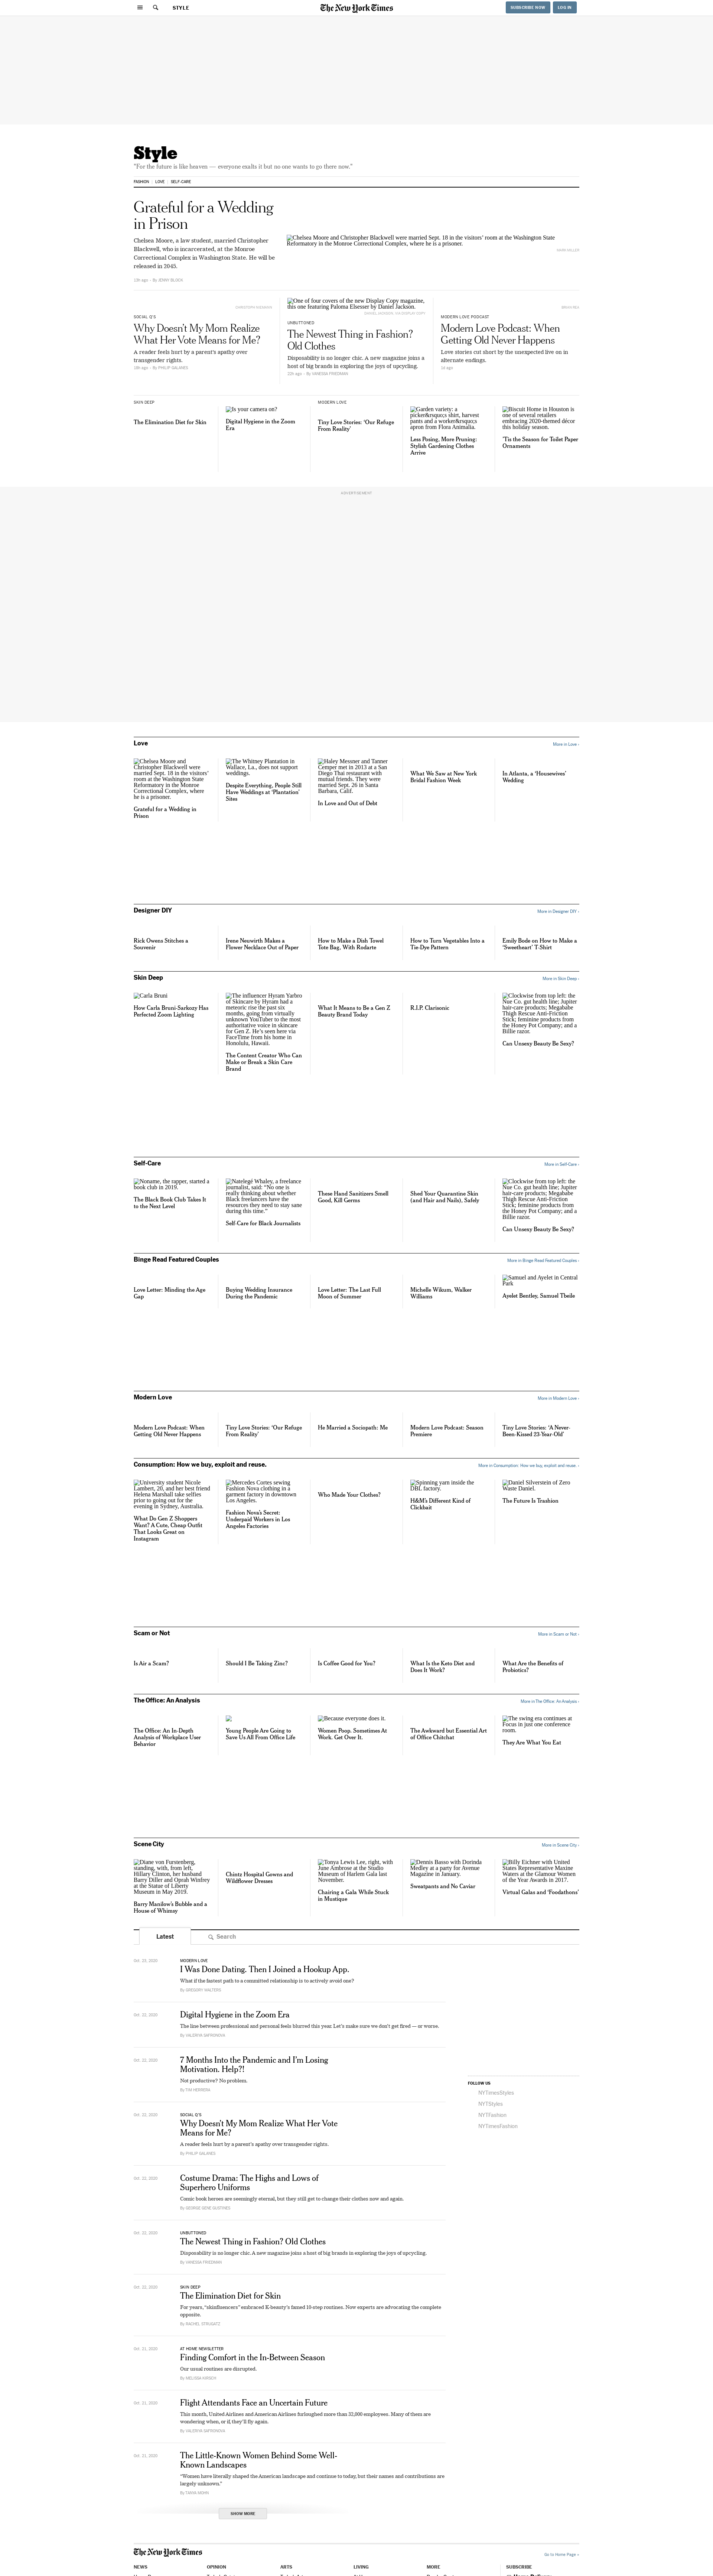 STYLE
The New York Times
SUBSCRIBE NOW
LOG IN
Style
"For the future is like heaven — everyone exalts it but no one wants to go there now."
FASHION
LOVE
SELF-CARE
Grateful for a Wedding
in Prison
Chelsea Moore, a law student, married Christopher
Blackwell, who is incarcerated, at the Monroe
Correctional Complex in Washington State. He will be
released in 2045.
By JERRY BLOCK
Chelsea Moore and Christopher Blackwell were married Sept. 18 in the visitors' room at the Washington State
Reformatory in the Monroe Correctional Complex, where he is a prisoner.
SOCIAL Q'S
Why Doesn't My Mom Realize
What Her Vote Means for Me?
A reader feels hurt by a parent's apathy over
transgender rights.
By PHILIP GALANES
One of four covers of the new Display Copy magazine,
this one featuring Paloma Elsesser by Daniel Jackson.
UNBUTTONED
The Newest Thing in Fashion?
Old Clothes
Disposability is no longer chic. A new magazine joins a
host of big brands in exploring the joys of upcycling.
By VANESSA FRIEDMAN
MODERN LOVE PODCAST
Modern Love Podcast: When
Getting Old Never Happens
Love stories cut short by the unexpected live on in
alternate endings.
SKIN DEEP
The Elimination Diet for Skin
Is your camera on?
Digital Hygiene in the Zoom
Era
MODERN LOVE
Tiny Love Stories: 'Our Refuge
From Reality'
Garden variety: a
picker&rsquo;s shirt, harvest
pants and a worker&rsquo;s
apron from Flora Animalia.
Less Posing, More Pruning:
Stylish Gardening Clothes
Arrive
Biscuit Home in Houston is
one of several retailers
embracing 2020-themed décor
this holiday season.
'Tis the Season for Toilet Paper
Ornaments
ADVERTISEMENT
Love
More in Love ›
Chelsea Moore and
Christopher Blackwell were
married Sept. 18 in the visitors'
room at the Washington State
Reformatory in the Monroe
Correctional Complex, where
he is a prisoner.
Grateful for a Wedding in
Prison
The Whitney Plantation in
Wallace, La., does not support
weddings.
Despite Everything, People Still
Have Weddings at 'Plantation'
Sites
Haley Messner and Tanner
Cemper met in 2013 at a San
Diego Thai restaurant with
mutual friends. They were
married Sept. 26 in Santa
Barbara, Calif.
In Love and Out of Debt
What We Saw at New York
Bridal Fashion Week
In Atlanta, a 'Housewives'
Wedding
Designer DIY
More in Designer DIY ›
Rick Owens Stitches a
Souvenir
Irene Neuwirth Makes a
Flower Necklace Out of Paper
How to Make a Dish Towel
Tote Bag, With Rodarte
How to Turn Vegetables Into a
Tie-Dye Pattern
Emily Bode on How to Make a
'Sweetheart' T-Shirt
Skin Deep
More in Skin Deep ›
Carla Bruni
How Carla Bruni-Sarkozy Has
Perfected Zoom Lighting
The influencer Hyram Yarbro
of Skincare by Hyram had a
meteoric rise the past six
months, going from virtually
unknown YouTuber to the most
authoritative voice in skincare
for Gen Z. He's seen here via
FaceTime from his home in
Honolulu, Hawaii.
The Content Creator Who Can
Make or Break a Skin Care
Brand
What It Means to Be a Gen Z
Beauty Brand Today
R.I.P. Clarisonic
Clockwise from top left: the
Nue Co. gut health line; Jupiter
hair-care products; Megababe
Thigh Rescue Anti-Friction
Stick; feminine products from
the Honey Pot Company; and a
Billie razor.
Can Unsexy Beauty Be Sexy?
Self-Care
More in Self-Care ›
Noname, the rapper, started a
book club in 2019.
The Black Book Club Takes It
to the Next Level
Natelegé Whaley, a freelance
journalist, said: "No one is
really thinking about whether
Black freelancers have the
resources they need to stay sane
during this time."
Self-Care for Black Journalists
These Hand Sanitizers Smell
Good, Kill Germs
Shed Your Quarantine Skin
(and Hair and Nails), Safely
Clockwise from top left: the
Nue Co. gut health line; Jupiter
hair-care products; Megababe
Thigh Rescue Anti-Friction
Stick; feminine products from
the Honey Pot Company; and a
Billie razor.
Can Unsexy Beauty Be Sexy?
Binge Read Featured Couples
More in Binge Read Featured Couples ›
Love Letter: Minding the Age
Gap
Buying Wedding Insurance
During the Pandemic
Love Letter: The Last Full
Moon of Summer
Michelle Wikum, Walker
Williams
Samuel and Ayelet in Central
Park
Ayelet Bentley, Samuel Tbeile
Modern Love
More in Modern Love ›
Modern Love Podcast: When
Getting Old Never Happens
Tiny Love Stories: 'Our Refuge
From Reality'
He Married a Sociopath: Me
Modern Love Podcast: Season
Premiere
Tiny Love Stories: 'A Never-
Been-Kissed 23-Year-Old'
Consumption: How we buy, exploit and reuse.
More in Consumption: How we buy, exploit and reuse. ›
University student Nicole
Lambert, 20, and her best friend
Helena Marshall take selfies
prior to going out for the
evening in Sydney, Australia.
What Do Gen Z Shoppers
Want? A Cute, Cheap Outfit
That Looks Great on
Instagram
Mercedes Cortes sewing
Fashion Nova clothing in a
garment factory in downtown
Los Angeles.
Fashion Nova's Secret:
Underpaid Workers in Los
Angeles Factories
Who Made Your Clothes?
Spinning yarn inside the
DBL factory.
H&M's Different Kind of
Clickbait
Daniel Silverstein of Zero
Waste Daniel.
The Future Is Trashion
Scam or Not
More in Scam or Not ›
Is Air a Scam?
Should I Be Taking Zinc?
Is Coffee Good for You?
What Is the Keto Diet and
Does It Work?
What Are the Benefits of
Probiotics?
The Office: An Analysis
More in The Office: An Analysis ›
The Office: An In-Depth
Analysis of Workplace User
Behavior
Young People Are Going to
Save Us All From Office Life
Because everyone does it.
Women Poop. Sometimes At
Work. Get Over It.
The Awkward but Essential Art
of Office Chitchat
The swing era continues at
Focus in just one conference
room.
They Are What You Eat
Scene City
More in Scene City ›
Diane von Furstenberg,
standing, with, from left,
Hillary Clinton, her husband
Barry Diller and Oprah Winfrey
at the Statue of Liberty
Museum in May 2019.
Barry Manilow's Bubble and a
House of Whimsy
Chintz Hospital Gowns and
Wildflower Dresses
Tonya Lewis Lee, right, with
June Ambrose at the Studio
Museum of Harlem Gala last
November.
Chairing a Gala While Stuck
in Mustique
Dennis Basso with Dorinda
Medley at a party for Avenue
Magazine in January.
Sweatpants and No Caviar
Billy Eichner with United
States Representative Maxine
Waters at the Glamour Women
of the Year Awards in 2017.
Virtual Galas and 'Foodathons'
Latest
Search
Oct. 23, 2020
MODERN LOVE
I Was Done Dating. Then I Joined a Hookup App.
What if the fastest path to a committed relationship is to actively avoid one?
By GREGORY WALTERS
Oct. 22, 2020
Digital Hygiene in the Zoom Era
The line between professional and personal feels blurred this year. Let's make sure we don't get fired — or worse.
By VALERIYA SAFRONOVA
Oct. 22, 2020
7 Months Into the Pandemic and I'm Losing
Motivation. Help?!
Not productive? No problem.
By TIM HERRERA
Oct. 22, 2020
SOCIAL Q'S
Why Doesn't My Mom Realize What Her Vote
Means for Me?
A reader feels hurt by a parent's apathy over transgender rights.
By PHILIP GALANES
Oct. 22, 2020
Costume Drama: The Highs and Lows of
Superhero Uniforms
Comic book heroes are seemingly eternal, but they still get to change their clothes now and again.
By GEORGE GENE GUSTINES
Oct. 22, 2020
UNBUTTONED
The Newest Thing in Fashion? Old Clothes
Disposability is no longer chic. A new magazine joins a host of big brands in exploring the joys of upcycling.
By VANESSA FRIEDMAN
Oct. 22, 2020
SKIN DEEP
The Elimination Diet for Skin
For years, "skinfluencers" embraced K-beauty's famed 10-step routines. Now experts are advocating the complete
opposite.
By RACHEL STRUGATZ
Oct. 21, 2020
AT HOME NEWSLETTER
Finding Comfort in the In-Between Season
Our usual routines are disrupted.
By MELISSA KIRSCH
Oct. 21, 2020
Flight Attendants Face an Uncertain Future
This month, United Airlines and American Airlines furloughed more than 32,000 employees. Many of them are
wondering when, or if, they'll fly again.
By VALERIYA SAFRONOVA
Oct. 21, 2020
The Little-Known Women Behind Some Well-
Known Landscapes
"Women have literally shaped the American landscape and continue to today, but their names and contributions are
largely unknown."
SHOW MORE
FOLLOW US
NYTimesStyles
NYTStyles
NYTFashion
NYTimesFashion
The New York Times
Go to Home Page »
NEWS
OPINION
ARTS
LIVING
MORE
SUBSCRIBE